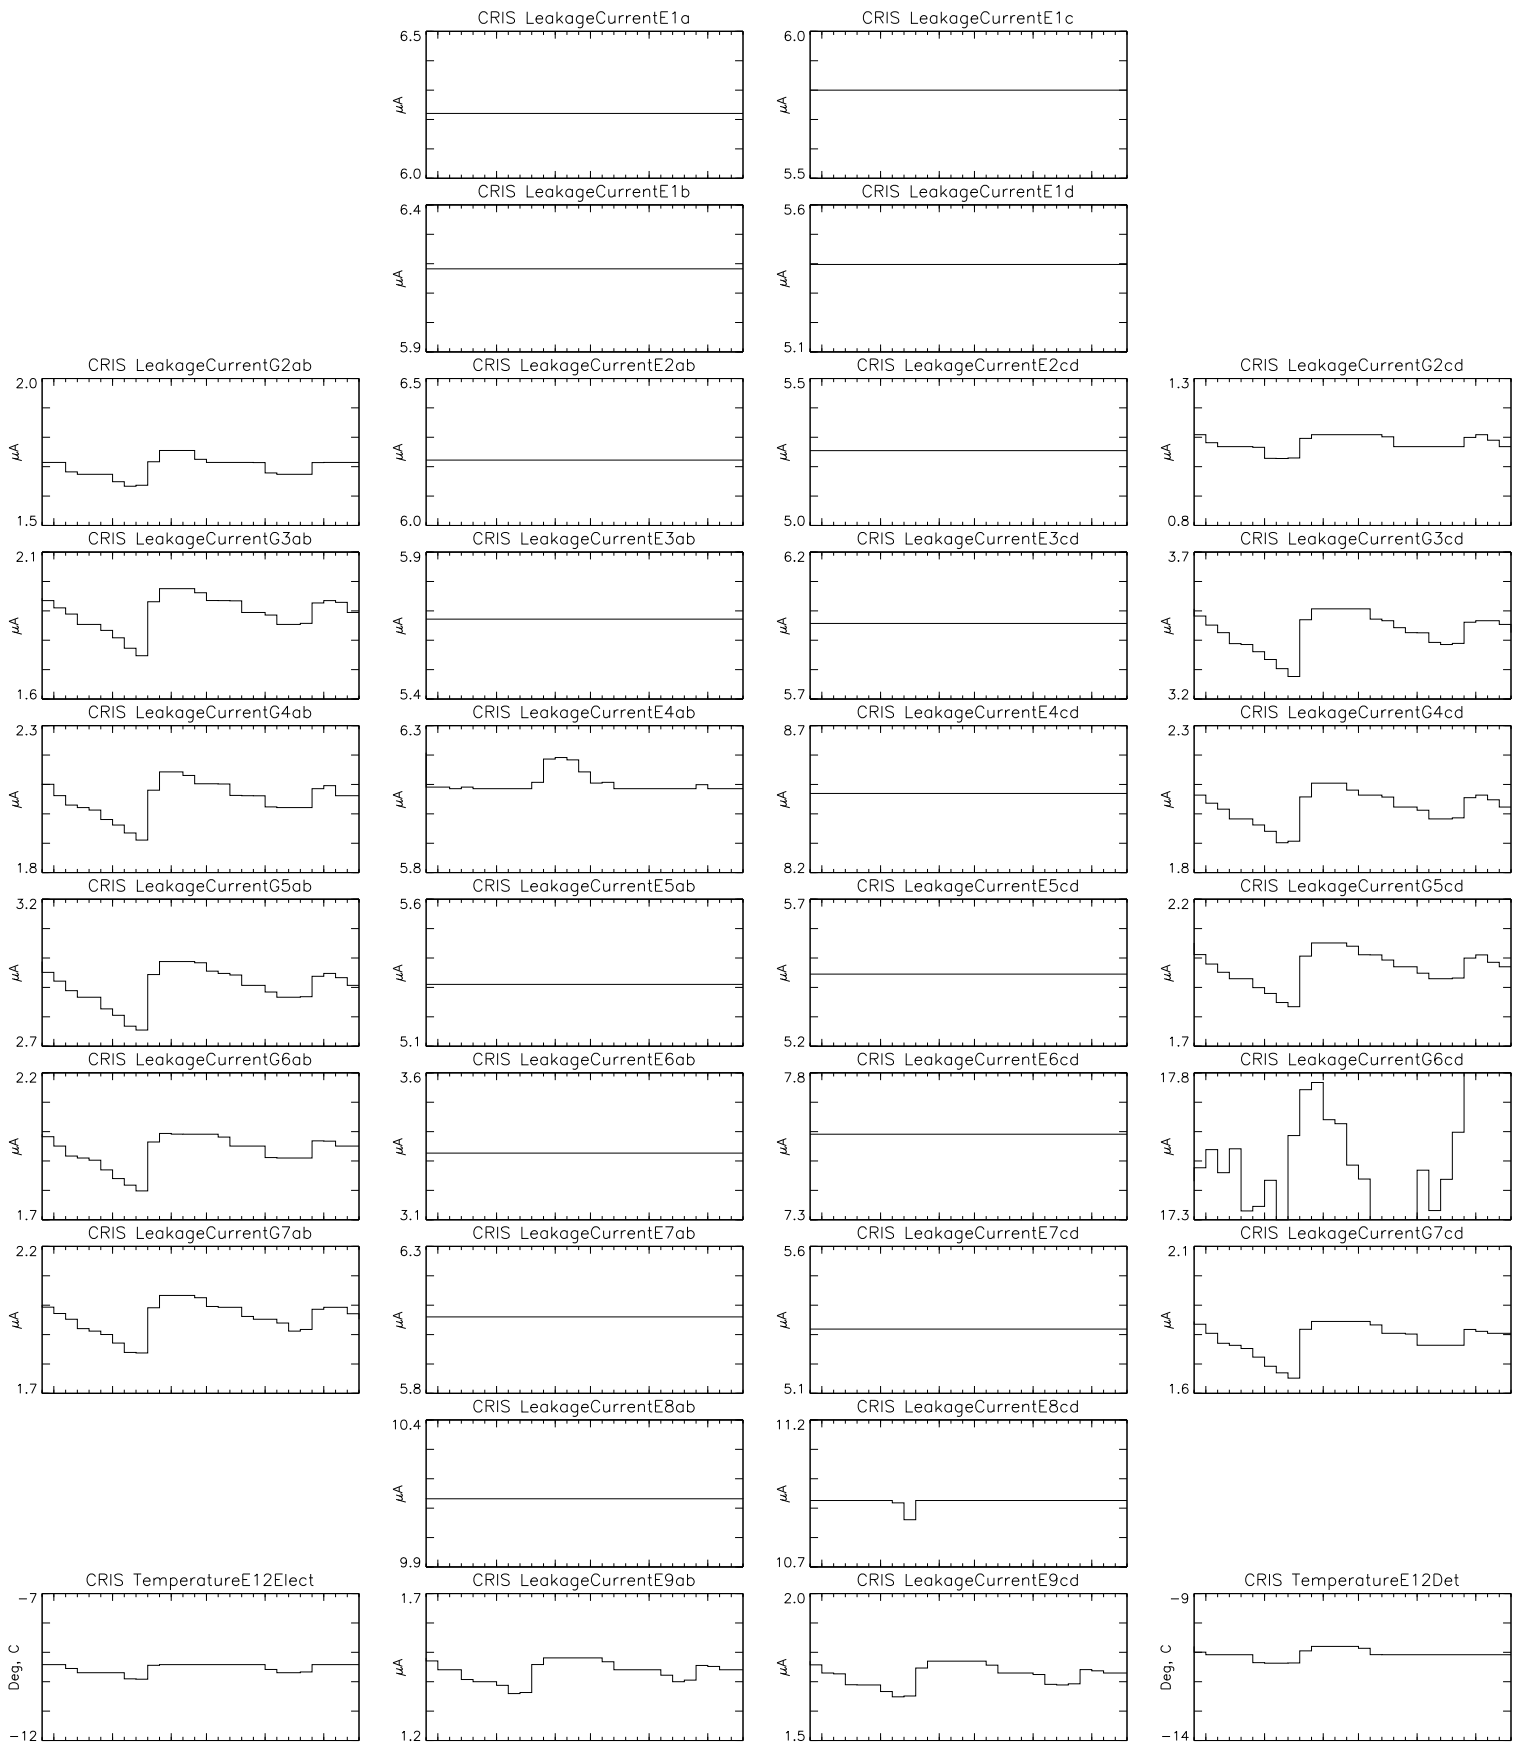 CRIS LeakageCurrentE1a
6.5
μA
6.0
CRIS LeakageCurrentE1c
6.0
μA
5.5
CRIS LeakageCurrentE1b
6.4
μA
5.9
CRIS LeakageCurrentE1d
5.6
μA
5.1
CRIS LeakageCurrentG2ab
2.0
μA
1.5
CRIS LeakageCurrentE2ab
6.5
μA
6.0
CRIS LeakageCurrentE2cd
5.5
μA
5.0
CRIS LeakageCurrentG2cd
1.3
μA
0.8
CRIS LeakageCurrentG3ab
2.1
μA
1.6
CRIS LeakageCurrentE3ab
5.9
μA
5.4
CRIS LeakageCurrentE3cd
6.2
μA
5.7
CRIS LeakageCurrentG3cd
3.7
μA
3.2
CRIS LeakageCurrentG4ab
2.3
μA
1.8
CRIS LeakageCurrentE4ab
6.3
μA
5.8
CRIS LeakageCurrentE4cd
8.7
μA
8.2
CRIS LeakageCurrentG4cd
2.3
μA
1.8
CRIS LeakageCurrentG5ab
3.2
μA
2.7
CRIS LeakageCurrentE5ab
5.6
μA
5.1
CRIS LeakageCurrentE5cd
5.7
μA
5.2
CRIS LeakageCurrentG5cd
2.2
μA
1.7
CRIS LeakageCurrentG6ab
2.2
μA
1.7
CRIS LeakageCurrentE6ab
3.6
μA
3.1
CRIS LeakageCurrentE6cd
7.8
μA
7.3
CRIS LeakageCurrentG6cd
17.8
μA
17.3
CRIS LeakageCurrentG7ab
2.2
μA
1.7
CRIS LeakageCurrentE7ab
6.3
μA
5.8
CRIS LeakageCurrentE7cd
5.6
μA
5.1
CRIS LeakageCurrentG7cd
2.1
μA
1.6
CRIS LeakageCurrentE8ab
10.4
μA
9.9
CRIS LeakageCurrentE8cd
11.2
μA
10.7
CRIS TemperatureE12Elect
-7
Deg, C
-12
CRIS LeakageCurrentE9ab
1.7
μA
1.2
CRIS LeakageCurrentE9cd
2.0
μA
1.5
CRIS TemperatureE12Det
-9
Deg, C
-14